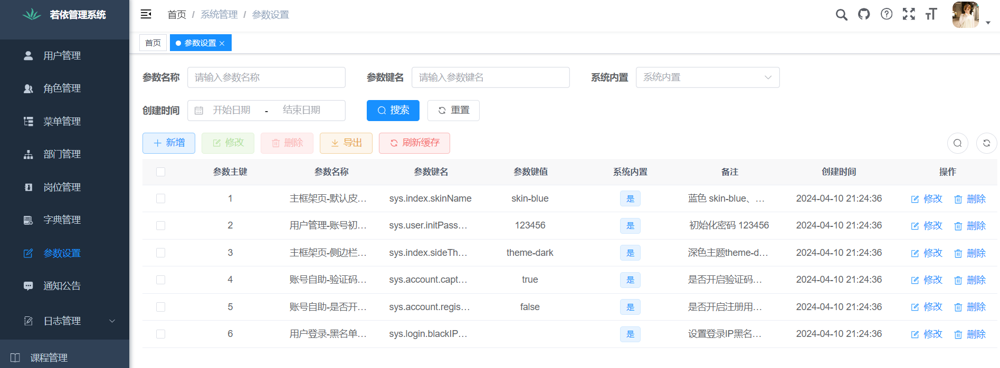 若依管理系统
首页 / 系统管理 / 参数设置
首页 参数设置
用户管理
角色管理
菜单管理
部门管理
岗位管理
字典管理
参数设置
通知公告
日志管理
课程管理
参数名称 请输入参数名称 参数键名 请输入参数键名 系统内置 系统内置
创建时间 开始日期 - 结束日期 搜索 重置
新增 修改 删除 导出 刷新缓存
参数主键 参数名称 参数键名 参数键值 系统内置 备注 创建时间 操作
1 主框架页-默认皮... sys.index.skinName skin-blue 是 蓝色 skin-blue、... 2024-04-10 21:24:36 修改 删除
2 用户管理-账号初... sys.user.initPass... 123456 是 初始化密码 123456 2024-04-10 21:24:36 修改 删除
3 主框架页-侧边栏... sys.index.sideTh... theme-dark 是 深色主题theme-d... 2024-04-10 21:24:36 修改 删除
4 账号自助-验证码... sys.account.capt... true 是 是否开启验证码... 2024-04-10 21:24:36 修改 删除
5 账号自助-是否开... sys.account.regis... false 是 是否开启注册用... 2024-04-10 21:24:36 修改 删除
6 用户登录-黑名单... sys.login.blackIP... 是 设置登录IP黑名... 2024-04-10 21:24:36 修改 删除